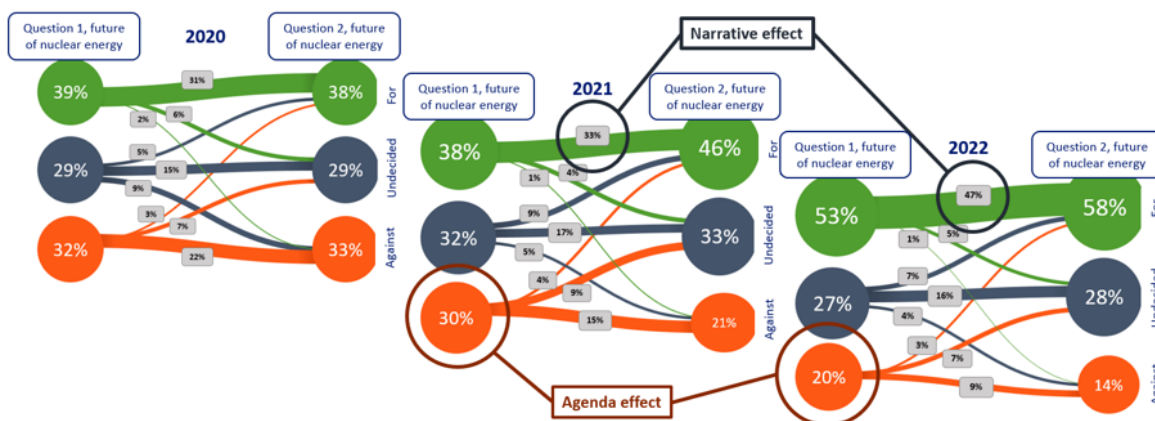 Question 1, future
of nuclear energy
2020
Question 2, future
of nuclear energy
39%
31%
38%
For
2%
6%
29%
5%
15%
9%
29%
Undecided
32%
3%
7%
22%
33%
Against
Narrative effect
Question 1, future
of nuclear energy
2021
Question 2, future
of nuclear energy
38%
33%
46%
For
1%
4%
32%
9%
17%
5%
33%
Undecided
30%
4%
9%
15%
21%
Against
Question 1, future
of nuclear energy
2022
Question 2, future
of nuclear energy
53%
47%
58%
For
1%
5%
27%
7%
16%
4%
28%
Undecided
20%
3%
7%
9%
14%
Against
Agenda effect